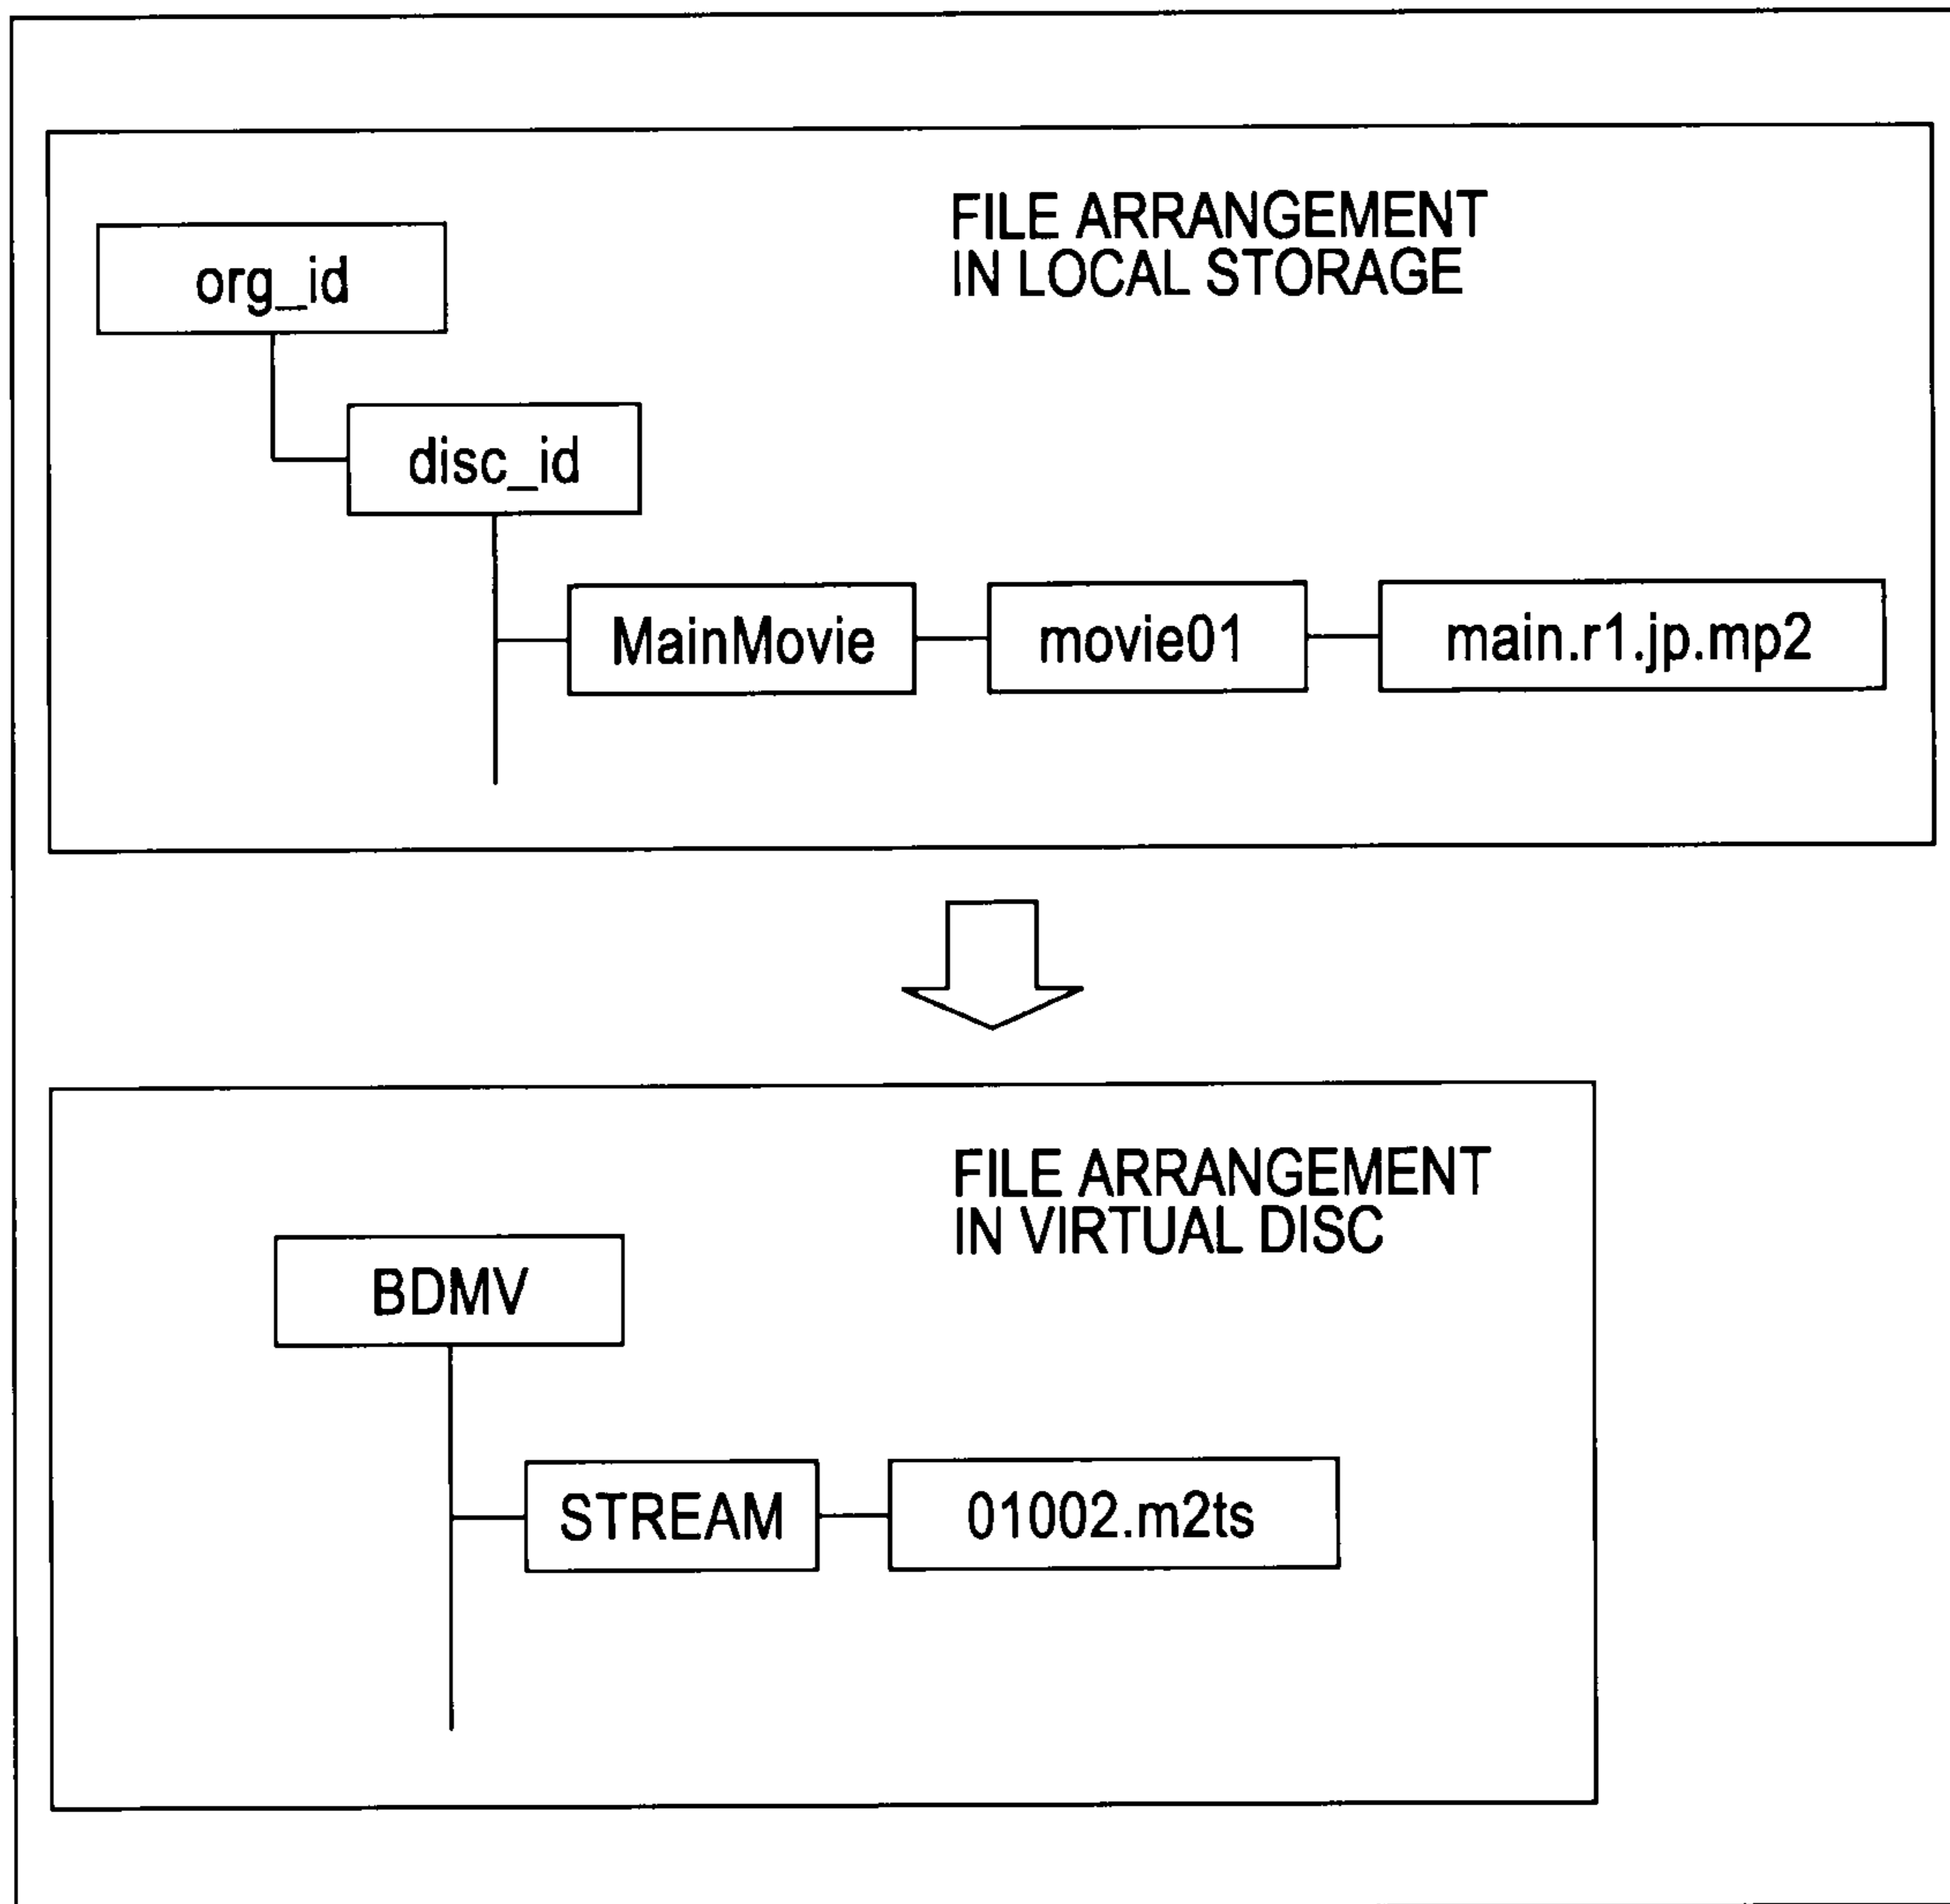 FILE ARRANGEMENT
IN LOCAL STORAGE
org_id
disc_id
MainMovie
movie01
main.r1.jp.mp2
FILE ARRANGEMENT
IN VIRTUAL DISC
BDMV
STREAM
01002.m2ts